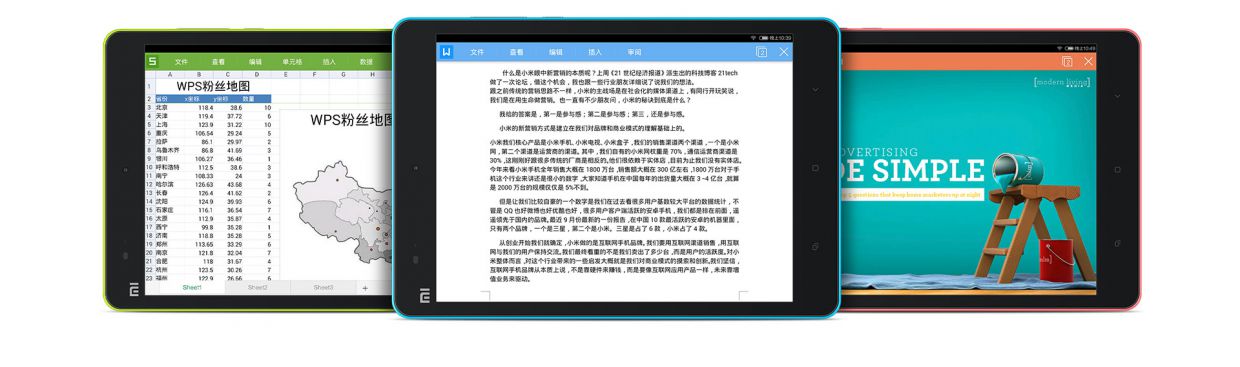 晚上10:39
晚上10:49
文件 查看 编辑 单元格 插入 数据
A B C D E F G H
1 WPS粉丝地图
2 省份 x坐标 y坐标 数量
3 北京 118.4 38.6 10
4 天津 119.4 37.72 6
5 上海 123.9 31.22 10
6 重庆 106.54 29.24 5
7 拉萨 86.1 29.97 2
8 乌鲁木齐 86.8 41.69 3
9 银川 106.27 36.46 1
10 呼和浩特 112.5 38.6 3
11 南宁 108.33 24 3
12 哈尔滨 126.63 43.68 4
13 长春 126.4 41.62 2
14 沈阳 124.9 39.93 6
15 石家庄 116.1 36.54 7
16 太原 112.9 35.87 4
17 西宁 99.8 35.28 1
18 济南 118.8 35.28 5
19 郑州 113.65 33.29 6
20 南京 121.8 32.04 7
21 合肥 118 31.57 4
22 杭州 123.5 30.26 7
23 福州 122.9 26.66 6
WPS粉丝地图
Sheet1 Sheet2 Sheet3 +
文件 查看 编辑 插入 审阅
什么是小米眼中新营销的本质呢？上周《21 世纪经济报道》派生出的科技博客 21tech
做了一次论坛，借这个机会，我也跟一些行业朋友详细说了说我们的想法。
跟之前传统的营销思路不一样，小米的主战场是在社会化的媒体渠道上，有同行开玩笑说，
我们是在用生命做营销。也一直有不少朋友问，小米的秘诀到底是什么？
我给的答案是，第一是参与感；第二是参与感；第三，还是参与感。
小米的新营销方式是建立在我们对品牌和商业模式的理解基础上的。
小米我们核心产品是小米手机, 小米电视, 小米盒子 , 我们的销售渠道两个渠道 , 一个是小米
网 , 第二个渠道是运营商的渠道。其中 , 我们自有的小米网权重是 70% , 通信运营商渠道是
30% , 这刚刚好跟很多传统的厂商是相反的。他们很依赖于实体店 , 目前为止我们没有实体店。
今年来看小米手机全年销售大概在 1800 万台 , 销售额大概在 300 亿左右 , 1800 万台对于手
机这个行业来讲还是很小的数字 , 大家知道手机在中国每年的出货量大概在 3 -4 亿台 , 就算
是 2000 万台的规模仅仅是 5%不到。
但是让我们比较自豪的一个数字是我们在过去看很多用户基数较大平台的数据统计，不
管是 QQ 也好微博也好优酷也好，很多用户客户端活跃的安卓手机，我们都是排在前面，遥
遥领先于国内的品牌。最近 9 月份最新的一份报告，在中国 10 款最活跃的安卓的机器里面，
只有两个品牌，一个是三星，第二个是小米。三星占了 6 款，小米占了 4 款。
从创业开始我们就确定 , 小米做的是互联网手机品牌。我们要用互联网渠道销售 , 用互联
网与我们的用户保持交流。我们最终看重的不是我们卖出了多少台 , 而是用户的活跃度。对小
米整体而言 , 对这个行业带来的一些启发大概就是我们对商业模式的摸索和创新。我们坚信 ,
互联网手机品牌从本质上说 , 不是靠硬件来赚钱 , 而是要像互联网应用产品一样 , 未来靠增
值业务来驱动。
[modern living]
VERTISING
E SIMPLE
questions that keep home marketers up at night